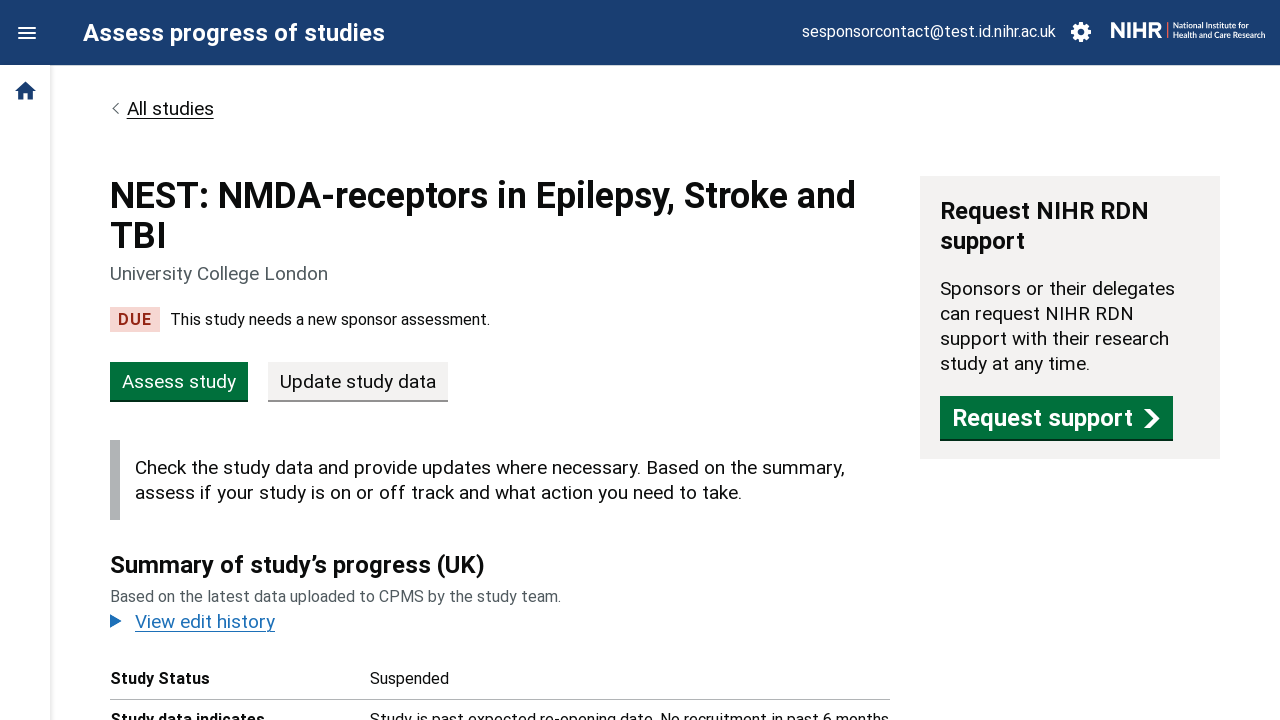 Assess progress of studies
sesponsorcontact@test.id.nihr.ac.uk
NIHR | National Institute for
Health and Care Research
All studies
NEST: NMDA-receptors in Epilepsy, Stroke and
TBI
University College London
DUE This study needs a new sponsor assessment.
Assess study
Update study data
Check the study data and provide updates where necessary. Based on the summary,
assess if your study is on or off track and what action you need to take.
Summary of study’s progress (UK)
Based on the latest data uploaded to CPMS by the study team.
View edit history
Study Status Suspended
Study data indicates Study is past expected re-opening date, No recruitment in past 6 months
Request NIHR RDN
support
Sponsors or their delegates
can request NIHR RDN
support with their research
study at any time.
Request support